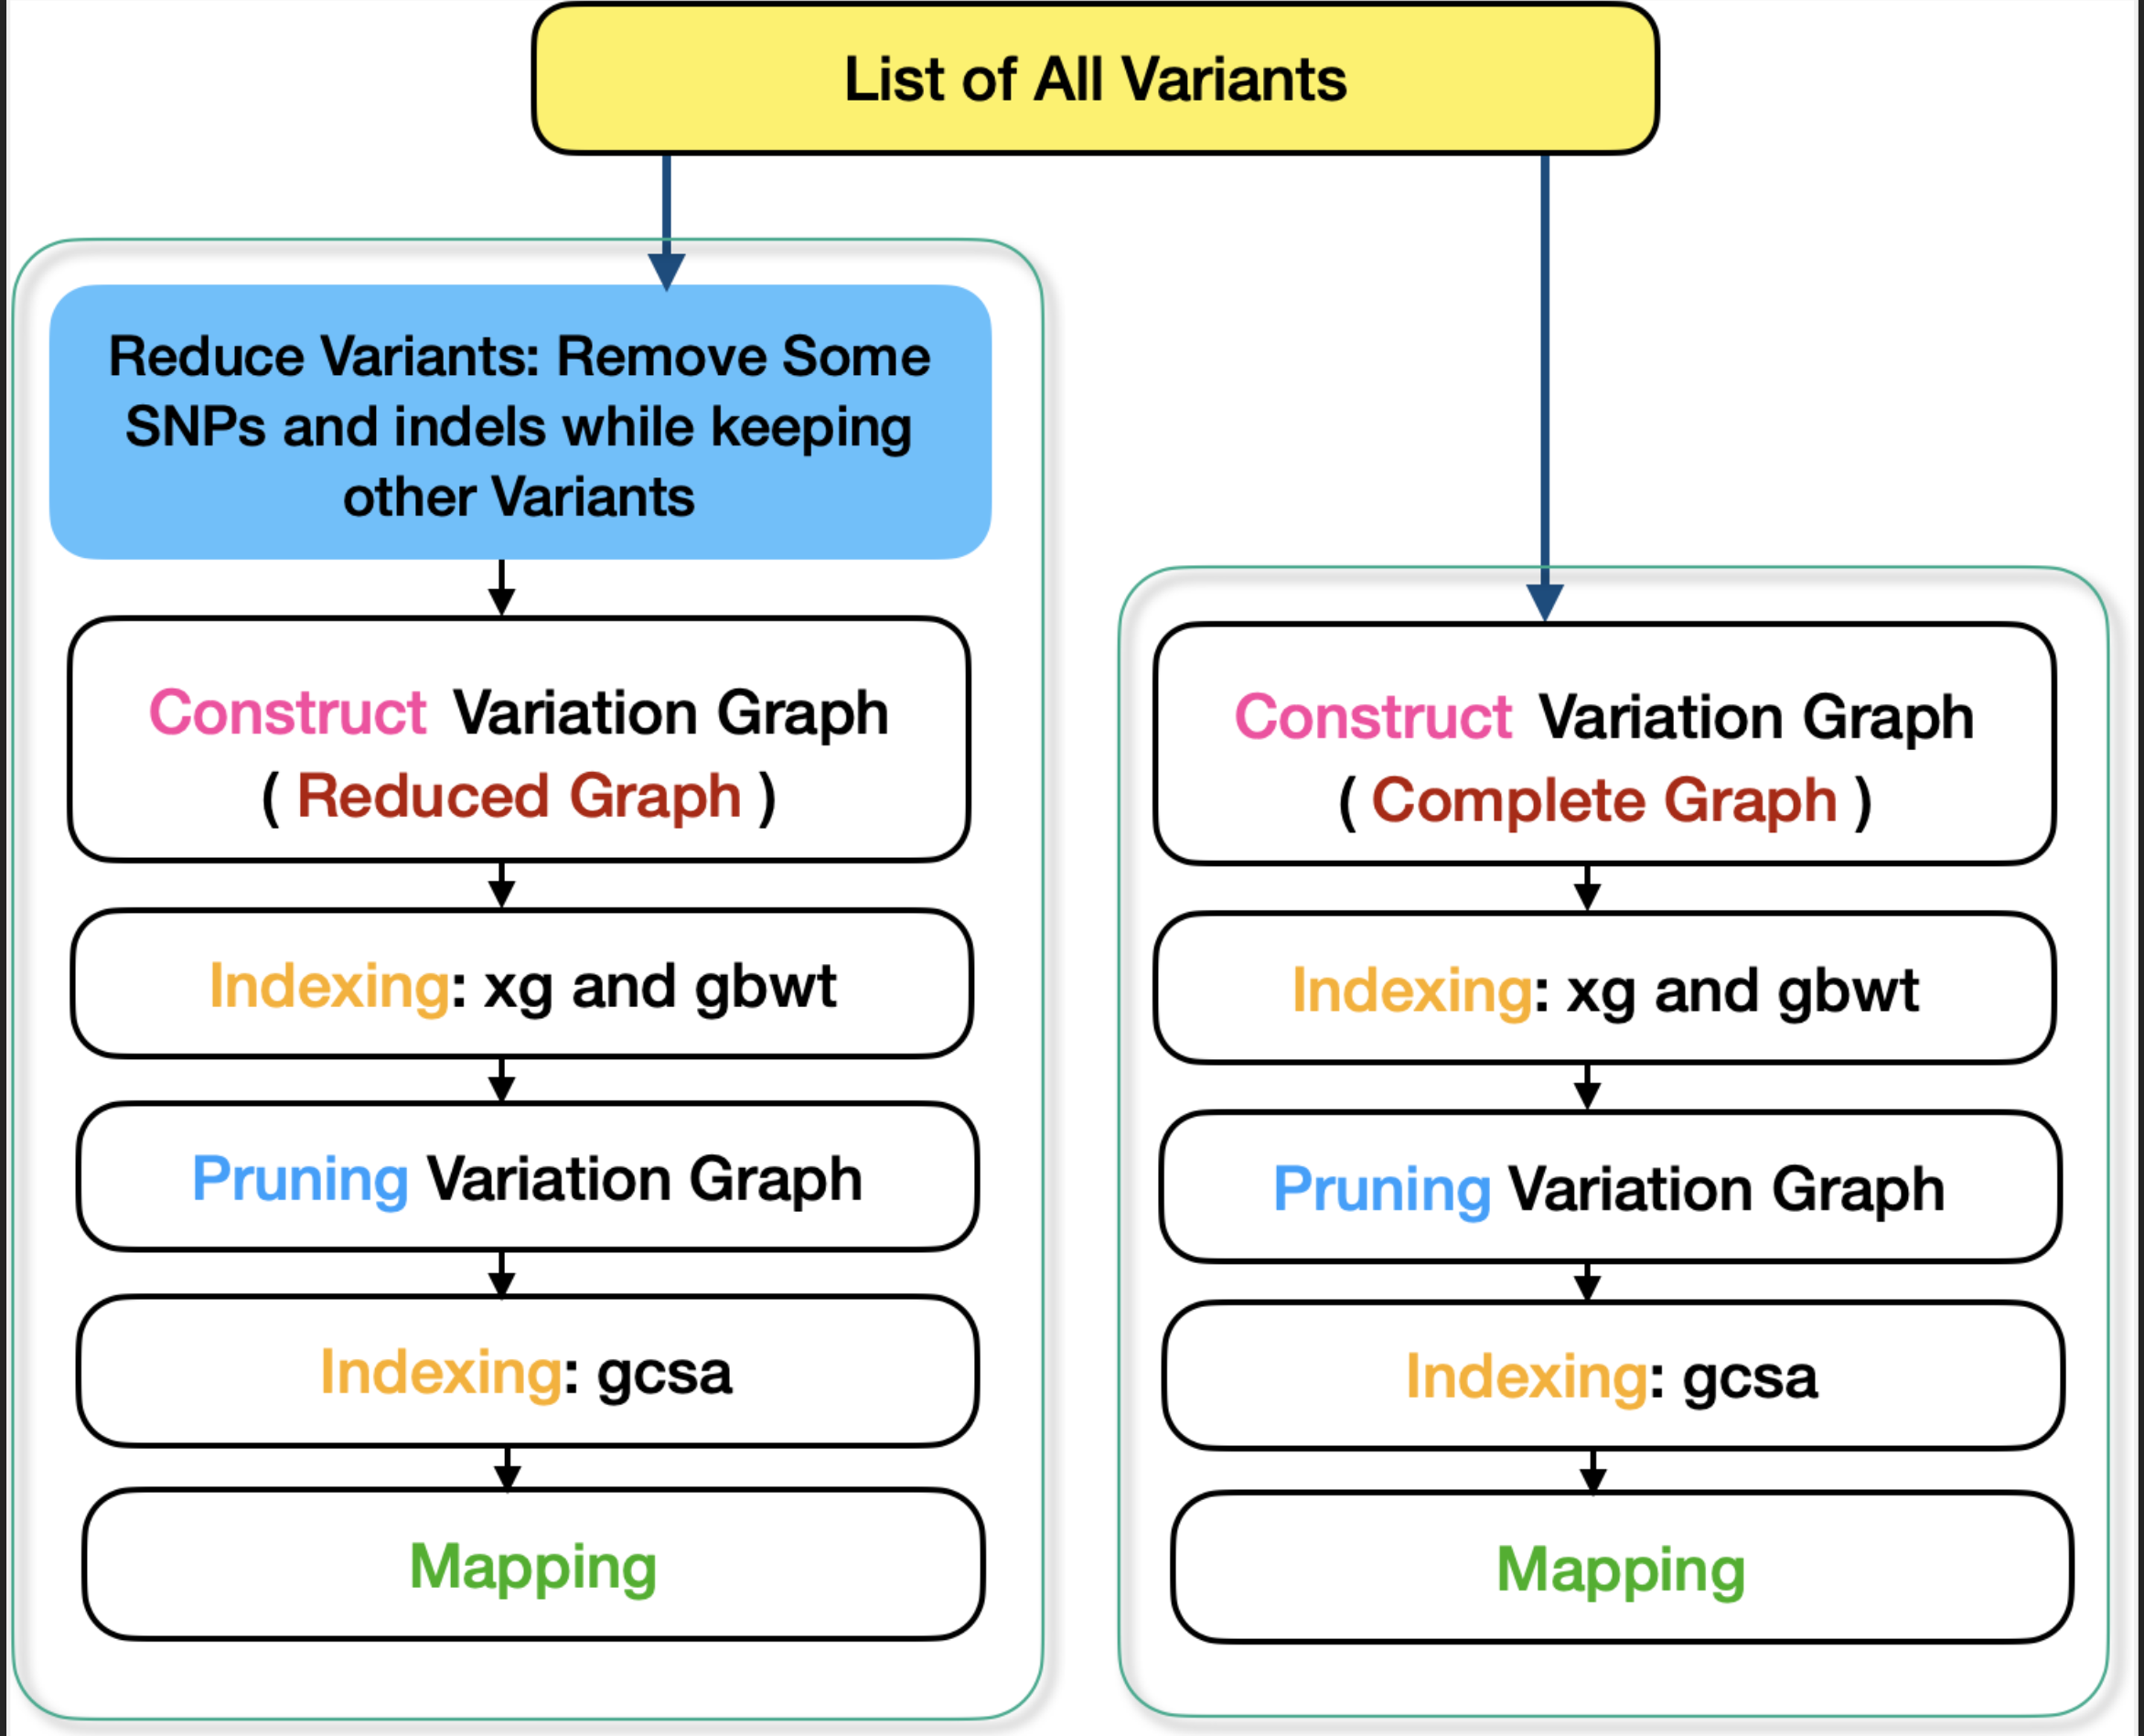 List of All Variants
Reduce Variants: Remove Some
SNPs and indels while keeping
other Variants
Construct Variation Graph
( Reduced Graph )
Indexing: xg and gbwt
Pruning Variation Graph
Indexing: gcsa
Mapping
Construct Variation Graph
( Complete Graph )
Indexing: xg and gbwt
Pruning Variation Graph
Indexing: gcsa
Mapping